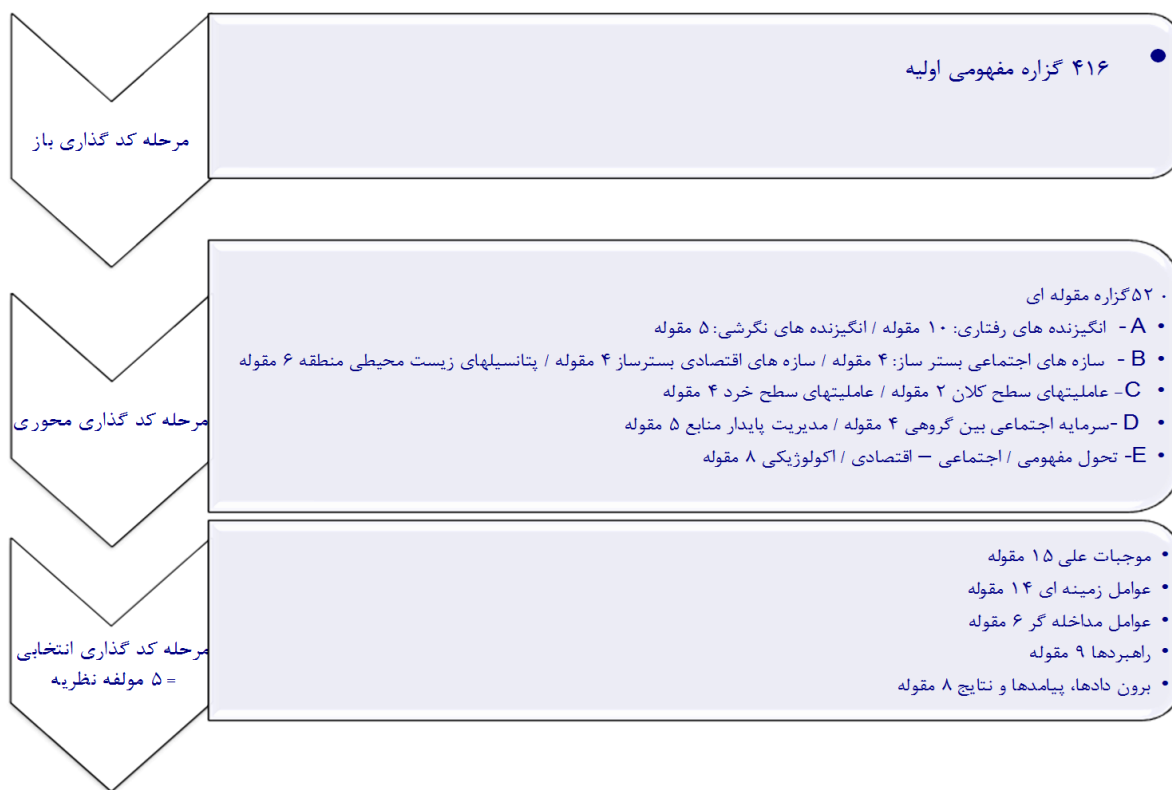 ۴۱۶ گزاره مفهومی اولیه
مرحله کد گذاری باز
۵۲گزاره مقوله ای
A - انگیزنده های رفتاری: ۱۰ مقوله / انگیزنده های نگرشی: ۵ مقوله
B - سازه های اجتماعی بستر ساز: ۴ مقوله / سازه های اقتصادی بسترساز ۴ مقوله / پتانسیلهای زیست محیطی منطقه ۶ مقوله
C- عاملیتهای سطح کلان ۲ مقوله / عاملیتهای سطح خرد ۴ مقوله
D -سرمایه اجتماعی بین گروهی ۴ مقوله / مدیریت پایدار منابع ۵ مقوله
E- تحول مفهومی / اجتماعی – اقتصادی / اکولوژیکی ۸ مقوله
مرحله کد گذاری محوری
موجبات علی ۱۵ مقوله
عوامل زمینه ای ۱۴ مقوله
عوامل مداخله گر ۶ مقوله
راهبردها ۹ مقوله
برون دادها، پیامدها و نتایج ۸ مقوله
مرحله کد گذاری انتخابی
= ۵ مولفه نظریه